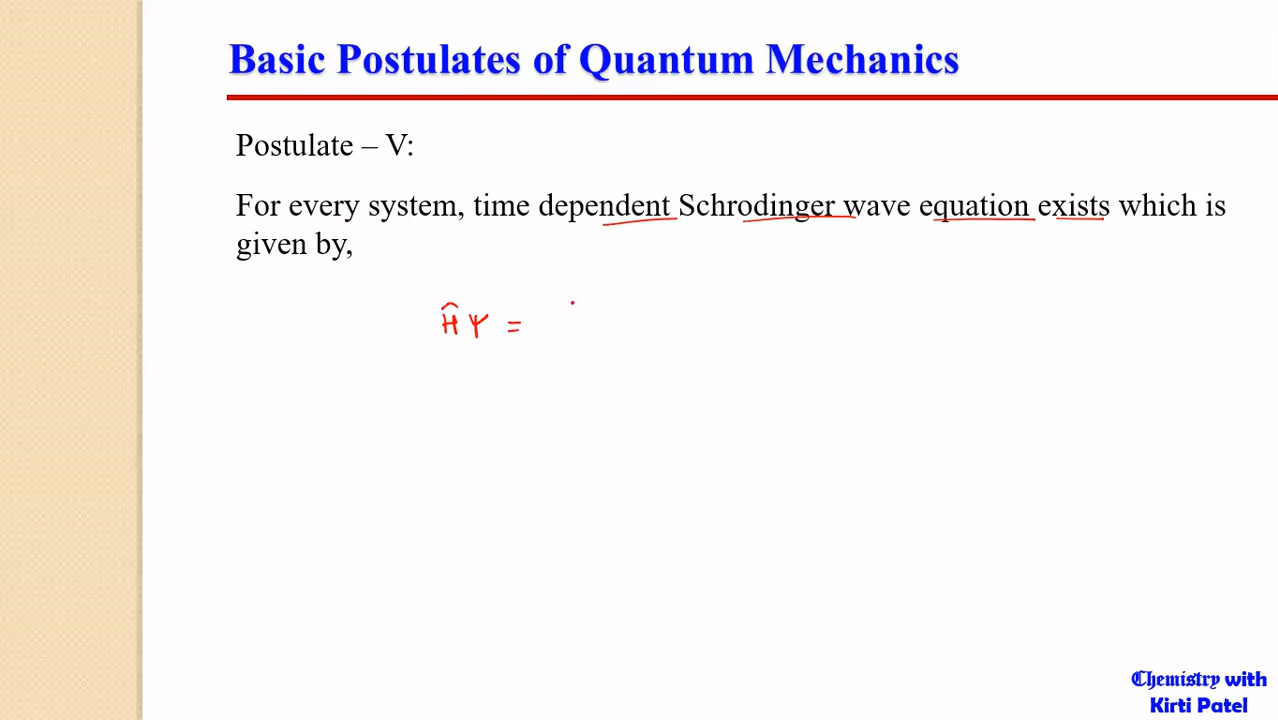 Basic Postulates of Quantum Mechanics
Postulate – V:
For every system, time dependent Schrodinger wave equation exists which is
given by,
Ĥ Ψ =
Chemistry with
Kirti Patel